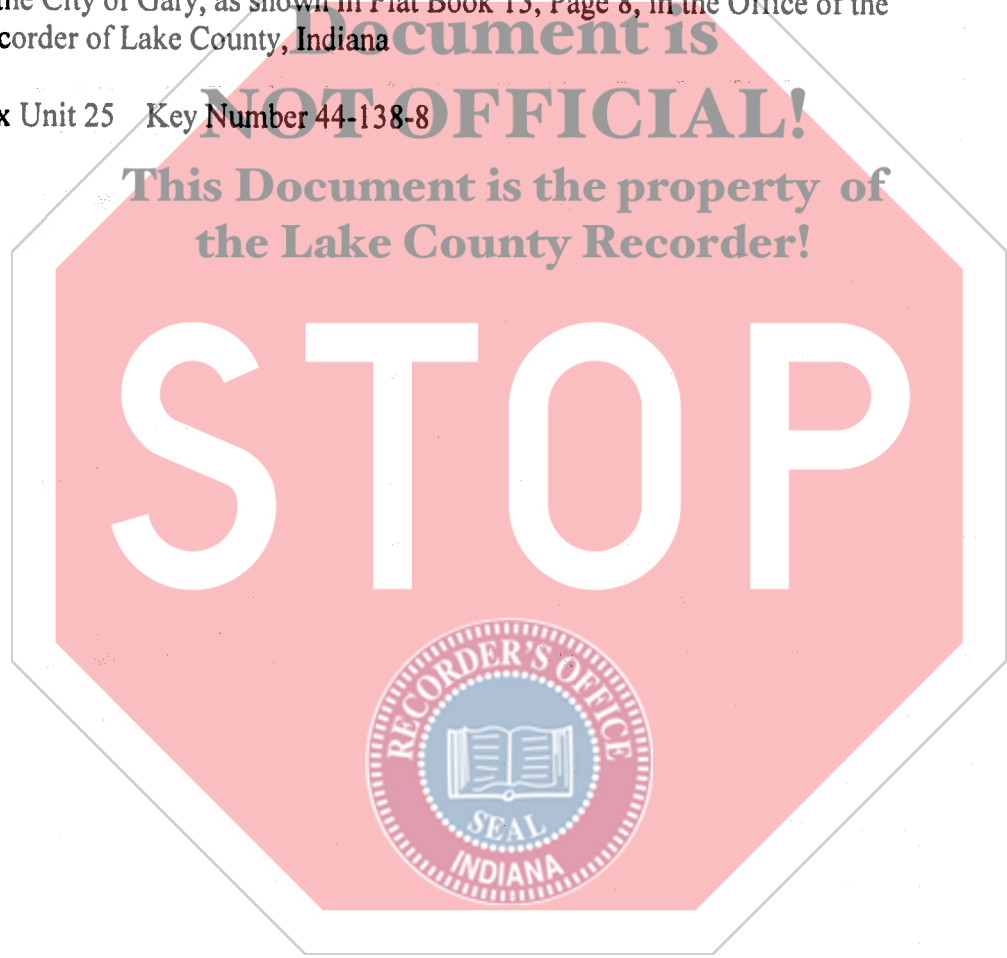 the City of Gary, as shown in Plat Book 13, Page 8, in the Office of the
corder of Lake County, Indiana
Document is
x Unit 25 Key Number 44-138-8
NOT OFFICIAL!
This Document is the property of
the Lake County Recorder!
STOP
RECORDER'S OFFICE
SEAL
INDIANA